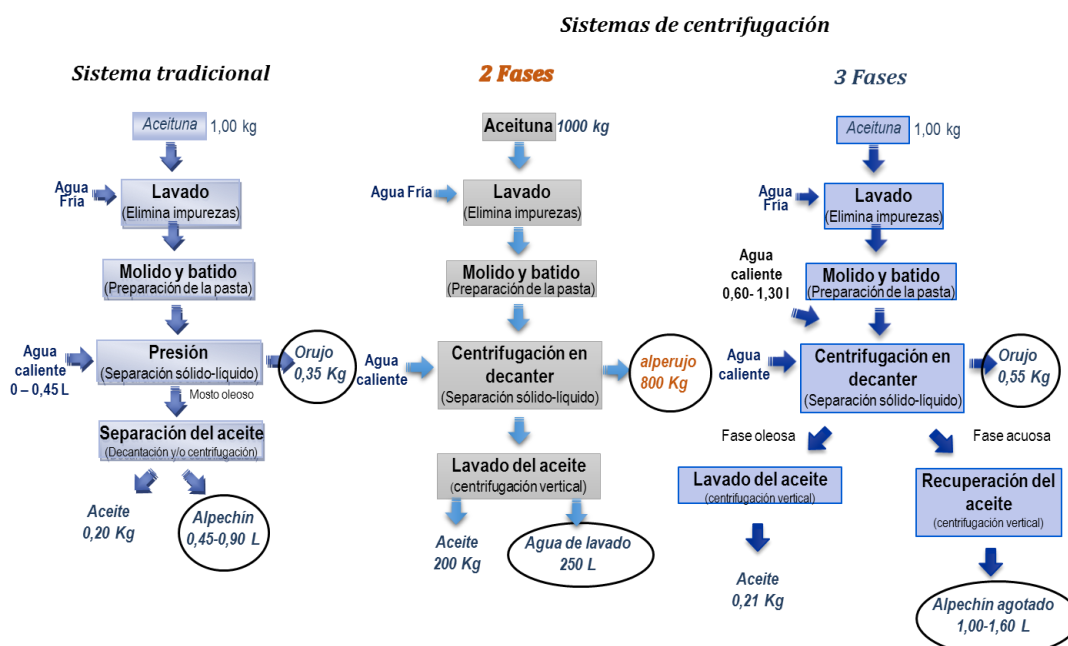 Sistemas de centrifugación
Sistema tradicional
Aceituna
1,00 kg
Agua
Fría
Lavado
(Elimina impurezas)
Molido y batido
(Preparación de la pasta)
Agua
caliente
0 – 0,45 L
Presión
(Separación sólido-líquido)
Orujo
0,35 Kg
Mosto oleoso
Separación del aceite
(Decantación y/o centrifugación)
Aceite
0,20 Kg
Alpechín
0,45-0,90 L
2 Fases
Aceituna
1000 kg
Agua Fría
Lavado
(Elimina impurezas)
Molido y batido
(Preparación de la pasta)
Agua
caliente
Centrifugación en
decanter
(Separación sólido-líquido)
alperujo
800 Kg
Lavado del aceite
(centrifugación vertical)
Aceite
200 Kg
Agua de lavado
250 L
3 Fases
Aceituna
1,00 kg
Agua
Fría
Lavado
(Elimina impurezas)
Agua
caliente
0,60- 1,30 l
Molido y batido
(Preparación de la pasta)
Agua
caliente
Centrifugación en
decanter
(Separación sólido-líquido)
Orujo
0,55 Kg
Fase oleosa
Fase acuosa
Lavado del aceite
(centrifugación vertical)
Recuperación del
aceite
(centrifugación vertical)
Aceite
0,21 Kg
Alpechín agotado
1,00-1,60 L